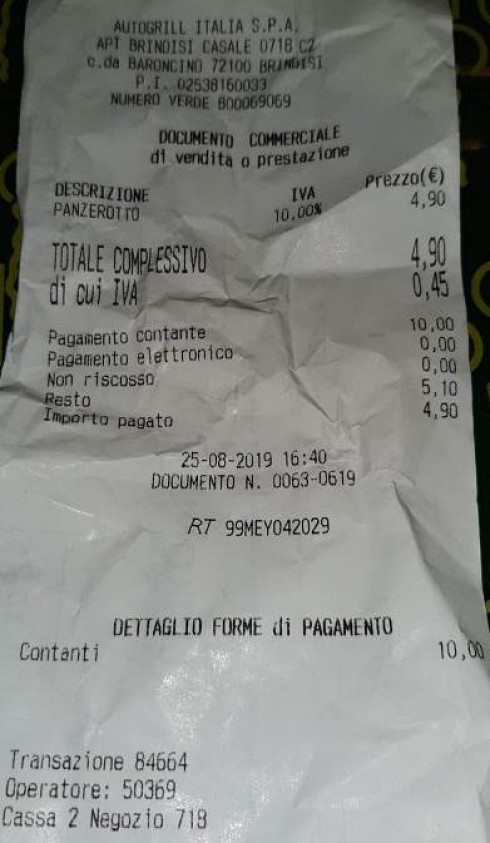 AUTOGRILL ITALIA S.P.A.
APT BRINDISI CASALE 0718 C2
c.da BARONCINO 72100 BRINDISI
P.I. 02538160033
NUMERO VERDE 800069069
DOCUMENTO COMMERCIALE
di vendita o prestazione
DESCRIZIONE IVA Prezzo(€)
PANZEROTTO 10,00% 4,90
TOTALE COMPLESSIVO 4,90
di cui IVA 0,45
Pagamento contante 10,00
Pagamento elettronico 0,00
Non riscosso 0,00
Resto 5,10
Importo pagato 4,90
25-08-2019 16:40
DOCUMENTO N. 0063-0619
RT 99MEY042029
DETTAGLIO FORME di PAGAMENTO
Contanti 10,00
Transazione 84664
Operatore: 50369
Cassa 2 Negozio 718